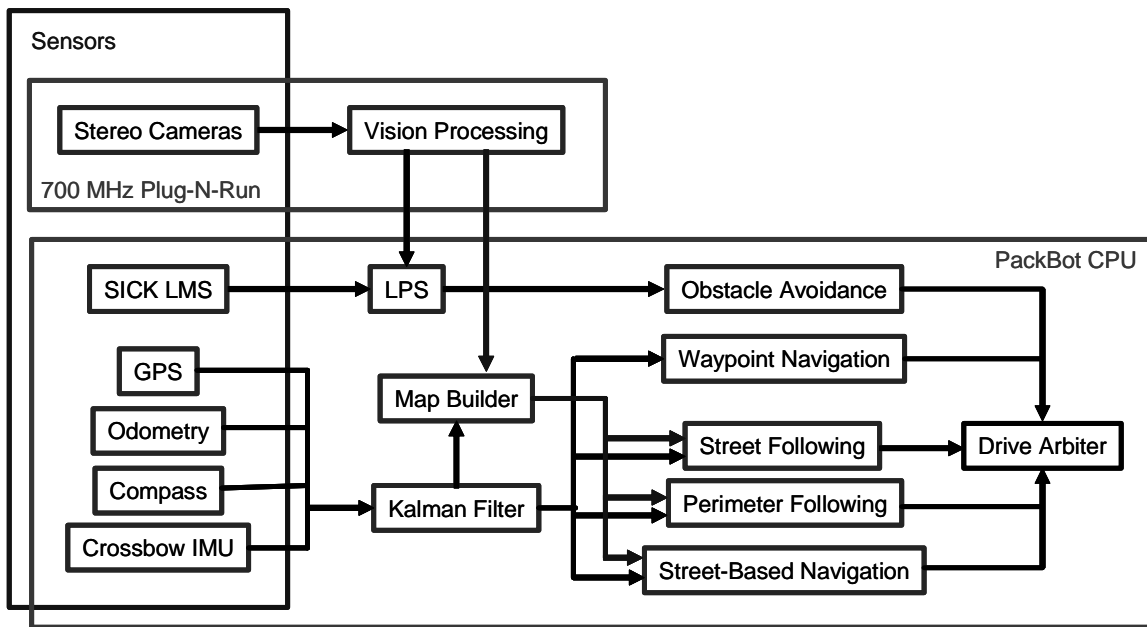 Sensors
Stereo Cameras
Vision Processing
700 MHz Plug-N-Run
PackBot CPU
SICK LMS
LPS
Obstacle Avoidance
GPS
Waypoint Navigation
Map Builder
Odometry
Street Following
Drive Arbiter
Compass
Kalman Filter
Perimeter Following
Crossbow IMU
Street-Based Navigation